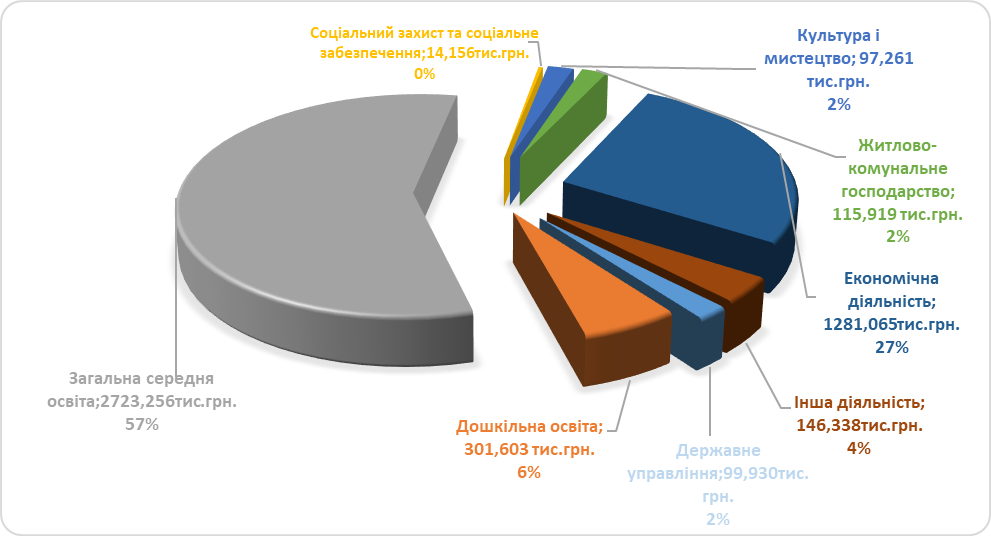 Соціальний захист та соціальне
забезпечення;14,156тис.грн.
0%
Культура і
мистецтво; 97,261
тис.грн.
2%
Житлово-
комунальне
господарство;
115,919 тис.грн.
2%
Економічна
діяльність;
1281,065тис.грн.
27%
Інша діяльність;
146,338тис.грн.
4%
Державне
управління;99,930тис.
грн.
2%
Дошкільна освіта;
301,603 тис.грн.
6%
Загальна середня
освіта;2723,256тис.грн.
57%